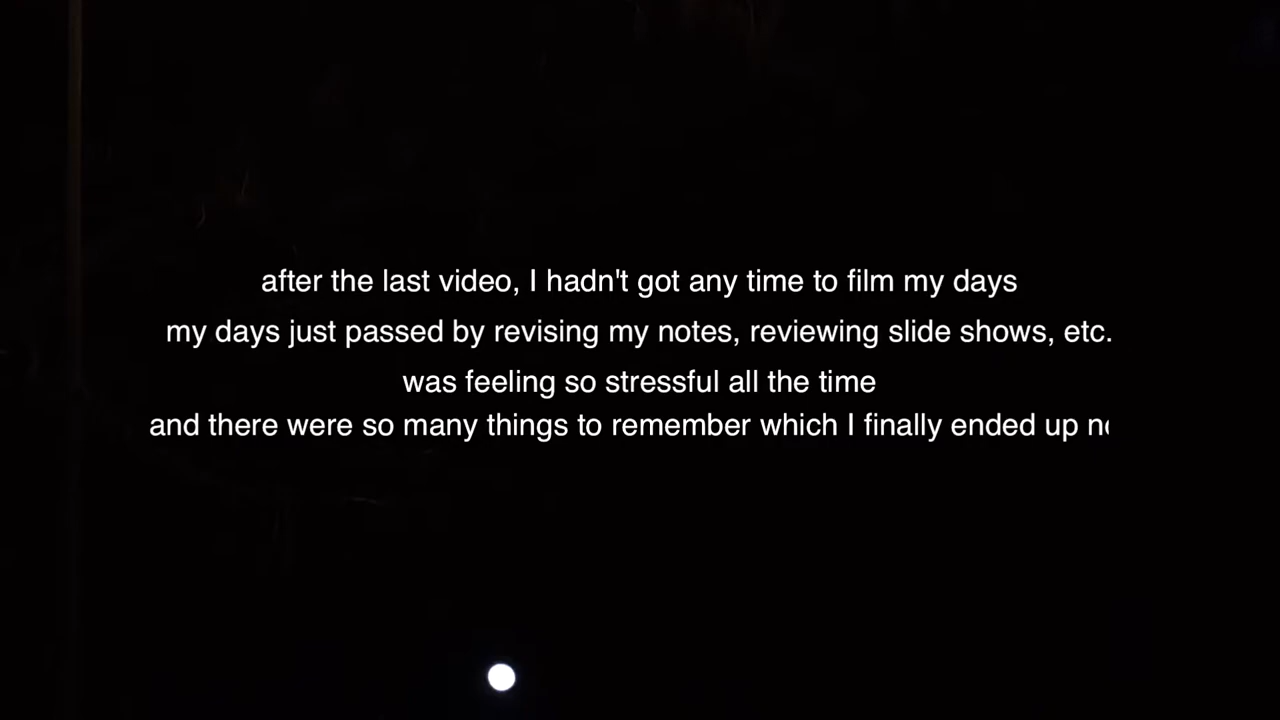 after the last video, I hadn't got any time to film my days
my days just passed by revising my notes, reviewing slide shows, etc.
was feeling so stressful all the time
and there were so many things to remember which I finally ended up